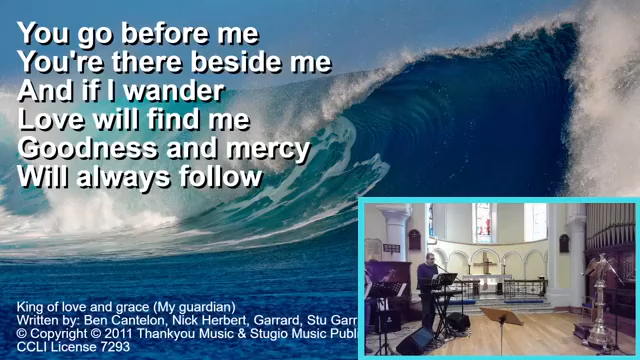 You go before me
You're there beside me
And if I wander
Love will find me
Goodness and mercy
Will always follow
King of love and grace (My guardian)
Written by: Ben Cantelon, Nick Herbert, Garrard, Stu
© Copyright © 2011 Thankyou Music & Stugio Music
CCLI License 7293